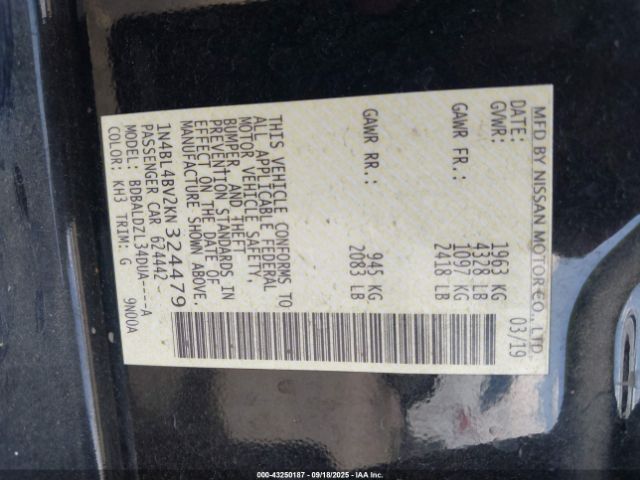 MFD BY NISSAN MOTOR CO., LTD
DATE: 03/19
GVWR: 1963 KG
4328 LB
GAWR FR.: 1097 KG
2418 LB
GAWR RR.: 945 KG
2083 LB
THIS VEHICLE CONFORMS TO
ALL APPLICABLE FEDERAL
MOTOR VEHICLE SAFETY,
BUMPER, AND THEFT
PREVENTION STANDARDS IN
EFFECT ON THE DATE OF
MANUFACTURE SHOWN ABOVE.
1N4BL4BV2KN324479
PASSENGER CAR 624442-
MODEL: BDBALDZL34DUA----A
COLOR: KH3 TRIM: G 9N00A
000-43250187 - 09/18/2025 - IAA Inc.